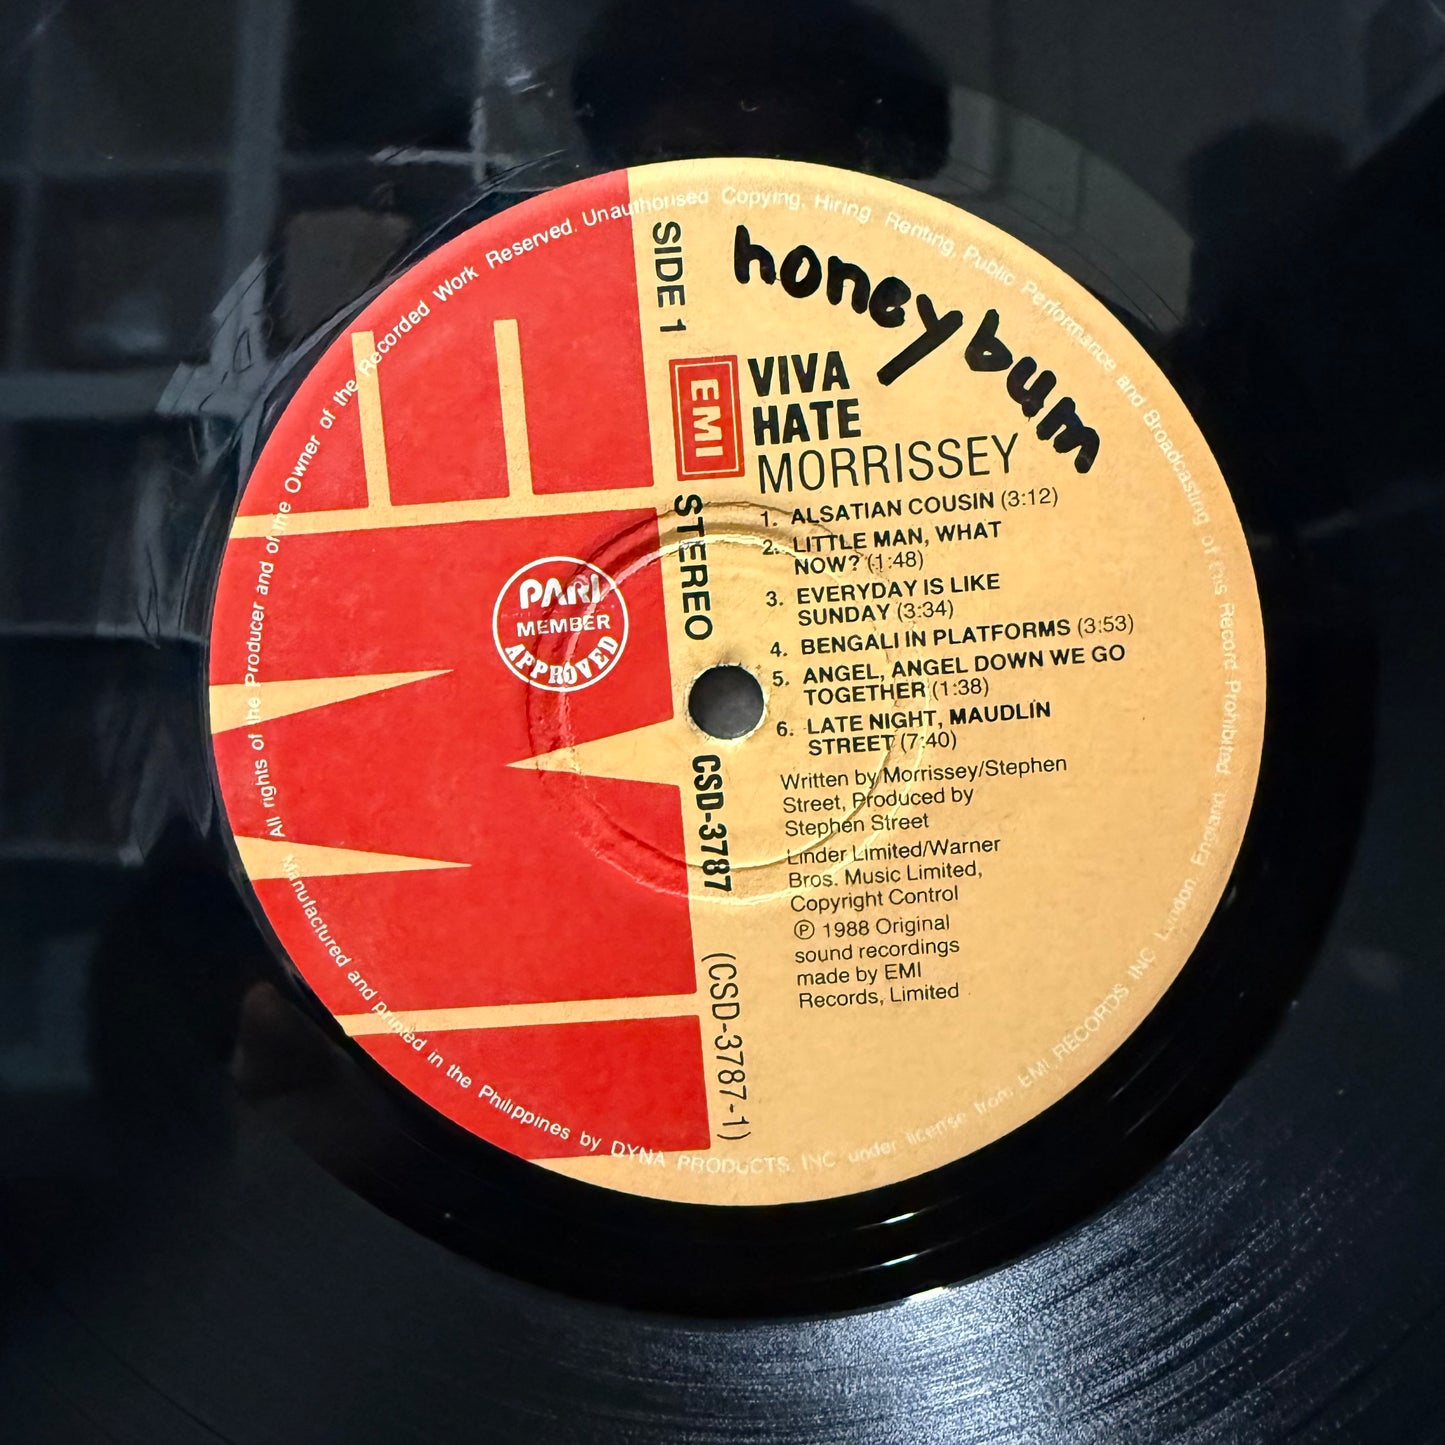 honeybum
SIDE 1
EMI
STEREO
CSD-3787
(CSD-3787-1)
VIVA
HATE
MORRISSEY
1. ALSATIAN COUSIN (3:12)
2. LITTLE MAN, WHAT
NOW? (1:48)
3. EVERYDAY IS LIKE
SUNDAY (3:34)
4. BENGALI IN PLATFORMS (3:53)
5. ANGEL, ANGEL DOWN WE GO
TOGETHER (1:38)
6. LATE NIGHT, MAUDLIN
STREET (7:40)
Written by Morrissey/Stephen
Street, Produced by
Stephen Street
Linder Limited/Warner
Bros. Music Limited,
Copyright Control
Ⓟ 1988 Original
sound recordings
made by EMI
Records, Limited
PARI
MEMBER
APPROVED
EMI
All rights of the Producer and of the Owner of the Recorded Work Reserved. Unauthorised Copying, Hiring Renting, Public Performance and Broadcasting of this Record Prohibited
Manufactured and printed in the Philippines by DYNA PRODUCTS, INC under license from EMI RECORDS, INC London, England